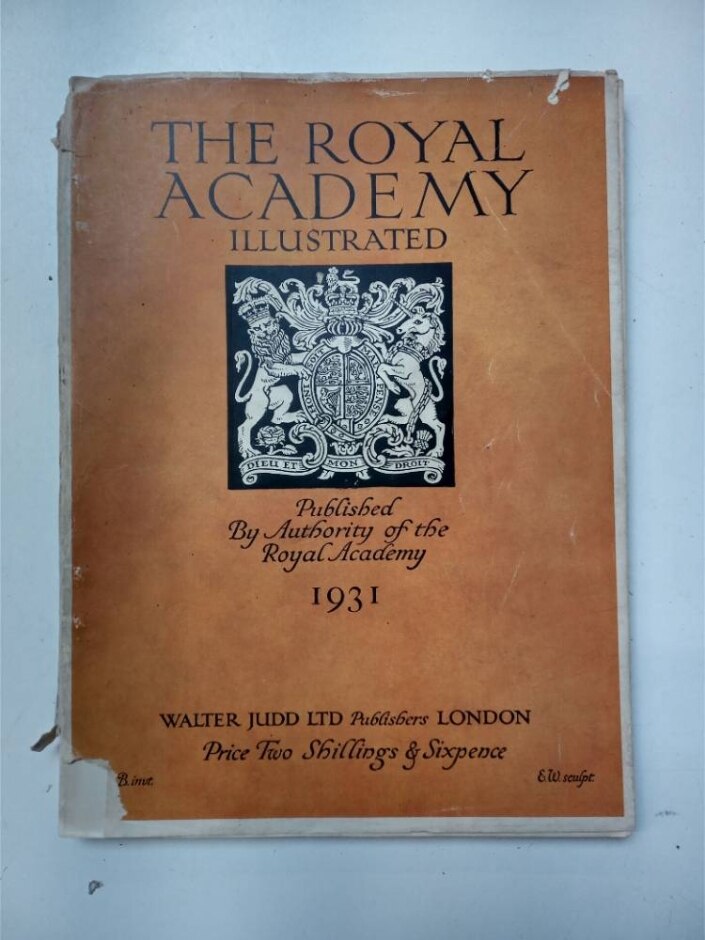 THE ROYAL
ACADEMY
ILLUSTRATED
DIEU ET MON DROIT
Published
By Authority of the
Royal Academy
1931
WALTER JUDD LTD Publishers LONDON
Price Two Shillings & Sixpence
B. invt. E.W. sculpt.